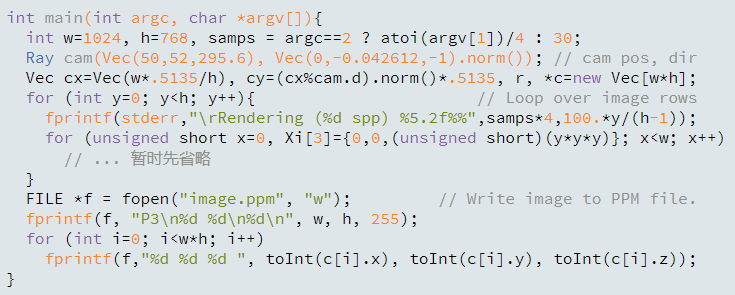 int main(int argc, char *argv[]){
  int w=1024, h=768, samps = argc==2 ? atoi(argv[1])/4 : 30;
  Ray cam(Vec(50,52,295.6), Vec(0,-0.042612,-1).norm()); // cam pos, dir
  Vec cx=Vec(w*.5135/h), cy=(cx%cam.d).norm()*.5135, r, *c=new Vec[w*h];
  for (int y=0; y<h; y++){                       // Loop over image rows
    fprintf(stderr,"\rRendering (%d spp) %5.2f%%",samps*4,100.*y/(h-1));
    for (unsigned short x=0, Xi[3]={0,0,(unsigned short)(y*y*y)}; x<w; x++)
      // ... 暂时先省略
  }
  FILE *f = fopen("image.ppm", "w");         // Write image to PPM file.
  fprintf(f, "P3\n%d %d\n%d\n", w, h, 255);
  for (int i=0; i<w*h; i++)
    fprintf(f,"%d %d %d ", toInt(c[i].x), toInt(c[i].y), toInt(c[i].z));
}